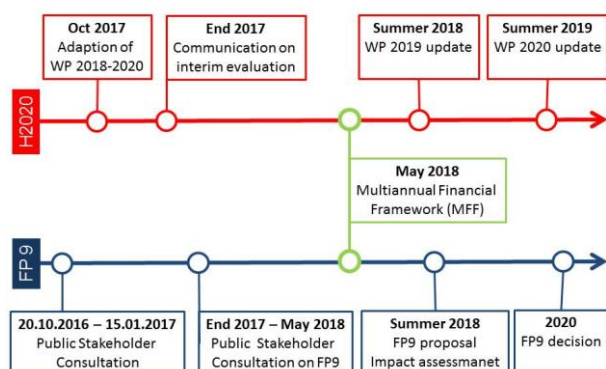 Oct 2017
Adaption of
WP 2018-2020
End 2017
Communication on
interim evaluation
Summer 2018
WP 2019 update
Summer 2019
WP 2020 update
H2020
May 2018
Multiannual Financial
Framework (MFF)
FP 9
20.10.2016 – 15.01.2017
Public Stakeholder
Consultation
End 2017 – May 2018
Public Stakeholder
Consultation on FP9
Summer 2018
FP9 proposal
Impact assessmanet
2020
FP9 decision